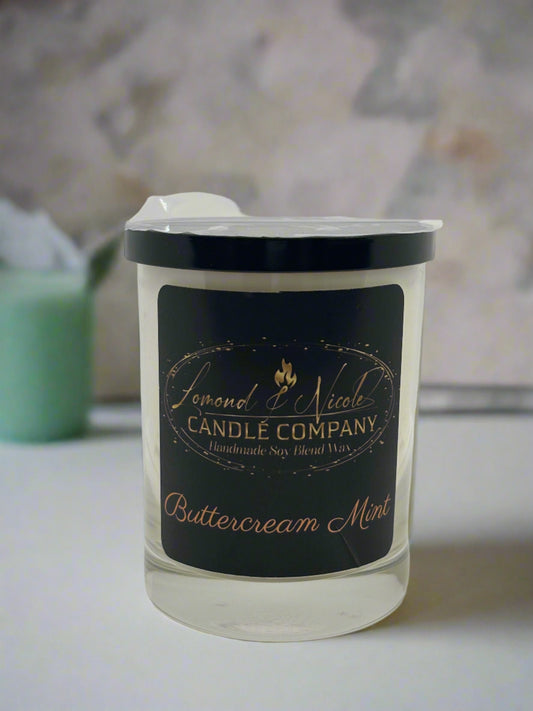 Lomond & Nicole
CANDLE COMPANY
Handmade Soy Blend Wax
Buttercream Mint